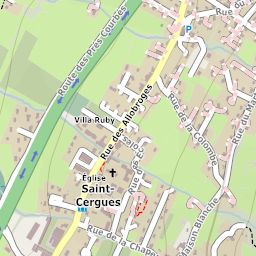 Route des Prés Courbes
P
Rue des Allobroges
Rue de la Colombe
Villa Ruby
Église
Saint-
Cergues
Rue de la
Maison Blanche